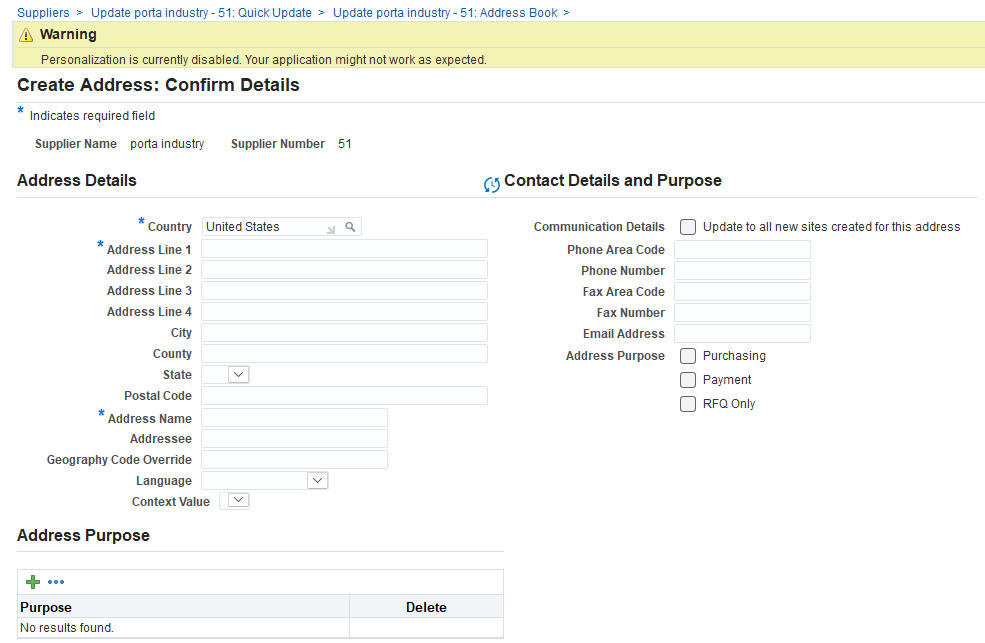 Suppliers > Update porta industry - 51: Quick Update > Update porta industry - 51: Address Book >
Warning
Personalization is currently disabled. Your application might not work as expected.
Create Address: Confirm Details
* Indicates required field
Supplier Name porta industry Supplier Number 51
Address Details
* Country United States
* Address Line 1
Address Line 2
Address Line 3
Address Line 4
City
County
State
Postal Code
* Address Name
Addressee
Geography Code Override
Language
Context Value
Contact Details and Purpose
Communication Details Update to all new sites created for this address
Phone Area Code
Phone Number
Fax Area Code
Fax Number
Email Address
Address Purpose Purchasing
Payment
RFQ Only
Address Purpose
Purpose Delete
No results found.